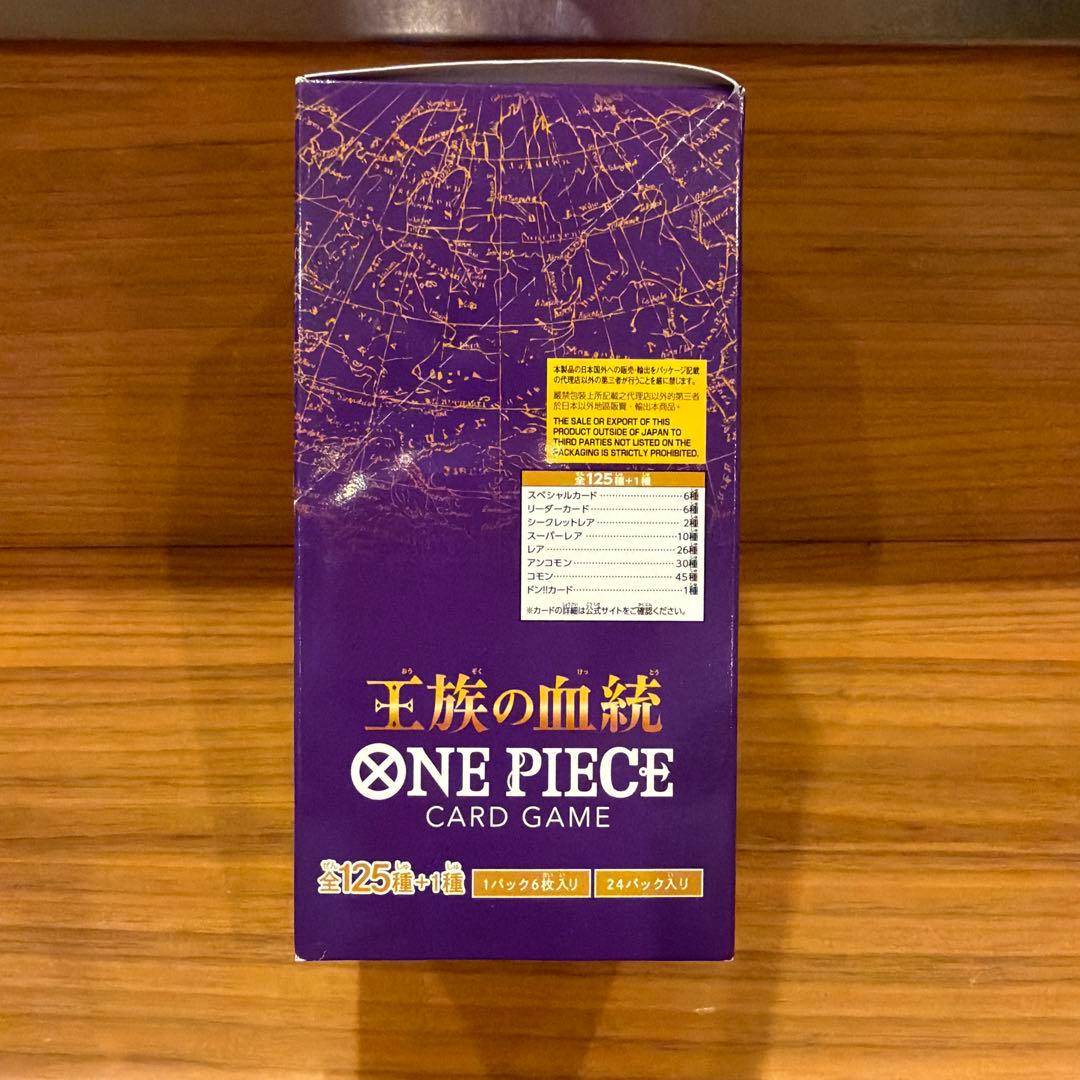 本製品の日本国外への販売・輸出をパッケージ記載
の代理店以外の第三者が行うことを厳に禁じます。
嚴禁包裝上所記載之代理店以外的第三者
於日本以外地區販賣・輸出本商品。
THE SALE OR EXPORT OF THIS
PRODUCT OUTSIDE OF JAPAN TO
THIRD PARTIES NOT LISTED ON THE
PACKAGING IS STRICTLY PROHIBITED.
全125種+1種
スペシャルカード 6種
リーダーカード 6種
シークレットレア 2種
スーパーレア 10種
レア 26種
アンコモン 30種
コモン 45種
ドン!!カード 1種
※カードの詳細は公式サイトをご確認ください。
王族の血統
ONE PIECE
CARD GAME
全125種+1種 1パック6枚入り 24パック入り